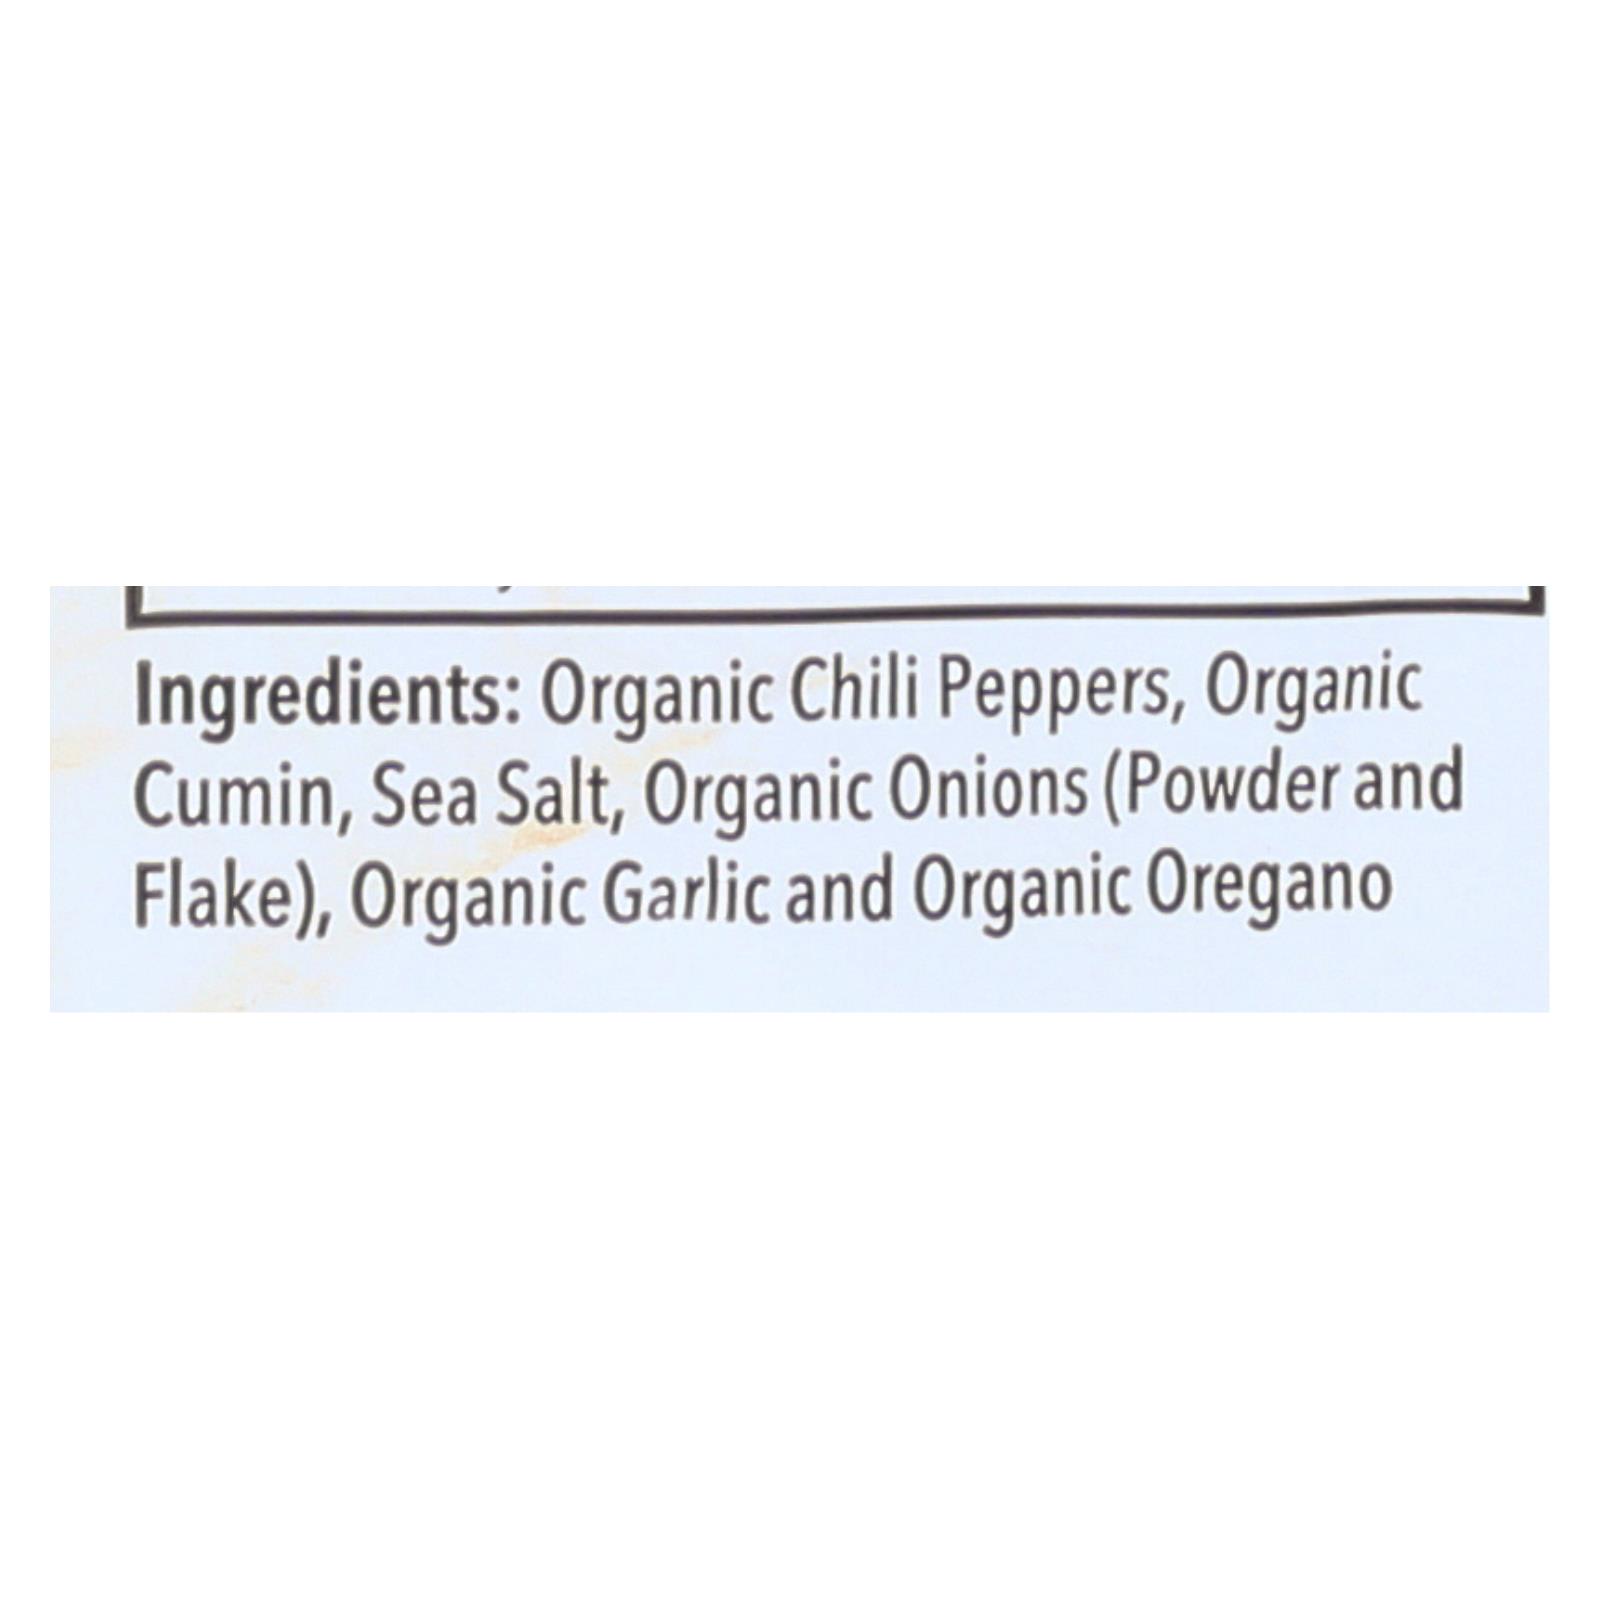 Ingredients: Organic Chili Peppers, Organic
Cumin, Sea Salt, Organic Onions (Powder and
Flake), Organic Garlic and Organic Oregano